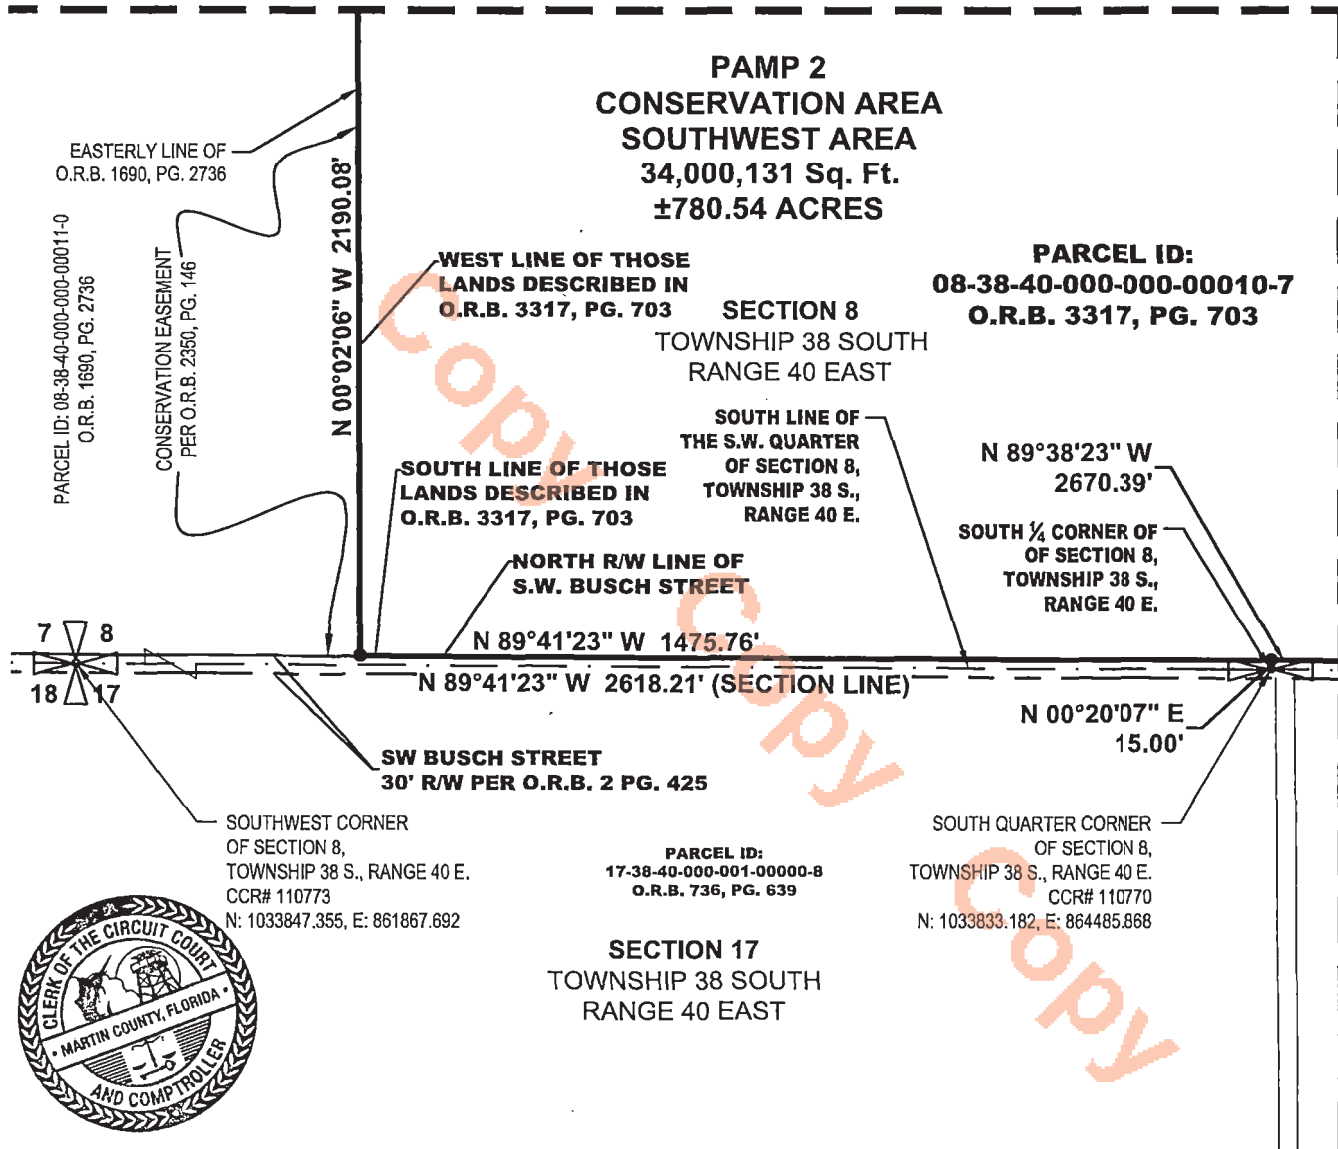 PAMP 2
CONSERVATION AREA
SOUTHWEST AREA
34,000,131 Sq. Ft.
±780.54 ACRES
EASTERLY LINE OF
O.R.B. 1690, PG. 2736
PARCEL ID: 08-38-40-000-000-00011-0
O.R.B. 1690, PG. 2736
CONSERVATION EASEMENT
PER O.R.B. 2350, PG. 146
N 00°02'06" W 2190.08'
WEST LINE OF THOSE
LANDS DESCRIBED IN
O.R.B. 3317, PG. 703
PARCEL ID:
08-38-40-000-000-00010-7
O.R.B. 3317, PG. 703
SECTION 8
TOWNSHIP 38 SOUTH
RANGE 40 EAST
SOUTH LINE OF
THE S.W. QUARTER
OF SECTION 8,
TOWNSHIP 38 S.,
RANGE 40 E.
N 89°38'23" W
2670.39'
SOUTH LINE OF THOSE
LANDS DESCRIBED IN
O.R.B. 3317, PG. 703
SOUTH ¼ CORNER OF
OF SECTION 8,
TOWNSHIP 38 S.,
RANGE 40 E.
NORTH R/W LINE OF
S.W. BUSCH STREET
7 8
18 17
N 89°41'23" W 1475.76'
N 89°41'23" W 2618.21' (SECTION LINE)
N 00°20'07" E
15.00'
SW BUSCH STREET
30' R/W PER O.R.B. 2 PG. 425
SOUTHWEST CORNER
OF SECTION 8,
TOWNSHIP 38 S., RANGE 40 E.
CCR# 110773
N: 1033847.355, E: 861867.692
PARCEL ID:
17-38-40-000-001-00000-8
O.R.B. 736, PG. 639
SOUTH QUARTER CORNER
OF SECTION 8,
TOWNSHIP 38 S., RANGE 40 E.
CCR# 110770
N: 1033833.182, E: 864485.868
SECTION 17
TOWNSHIP 38 SOUTH
RANGE 40 EAST
CLERK OF THE CIRCUIT COURT
• MARTIN COUNTY, FLORIDA •
AND COMPTROLLER
Copy
Copy
Copy